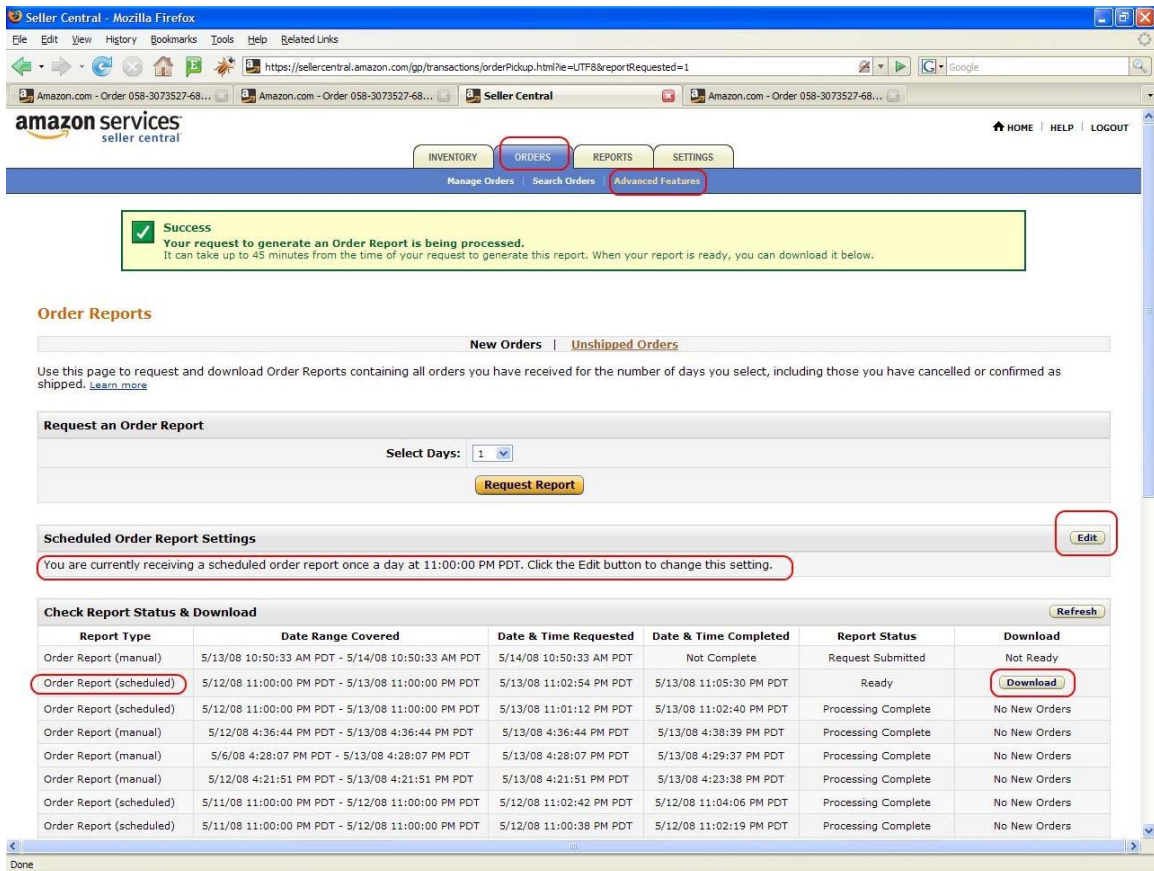 Seller Central - Mozilla Firefox
File Edit View History Bookmarks Tools Help Related Links
https://sellercentral.amazon.com/gp/transactions/orderPickup.html?ie=UTF8&reportRequested=1 Google
Amazon.com - Order 058-3073527-68... Amazon.com - Order 058-3073527-68... Seller Central Amazon.com - Order 058-3073527-68...
amazon services
seller central
HOME | HELP | LOGOUT
INVENTORY ORDERS REPORTS SETTINGS
Manage Orders | Search Orders | Advanced Features
Success
Your request to generate an Order Report is being processed.
It can take up to 45 minutes from the time of your request to generate this report. When your report is ready, you can download it below.
Order Reports
New Orders | Unshipped Orders
Use this page to request and download Order Reports containing all orders you have received for the number of days you select, including those you have cancelled or confirmed as
shipped. Learn more
Request an Order Report
Select Days: 1
Request Report
Scheduled Order Report Settings Edit
You are currently receiving a scheduled order report once a day at 11:00:00 PM PDT. Click the Edit button to change this setting.
Check Report Status & Download Refresh
Report Type Date Range Covered Date & Time Requested Date & Time Completed Report Status Download
Order Report (manual) 5/13/08 10:50:33 AM PDT - 5/14/08 10:50:33 AM PDT 5/14/08 10:50:33 AM PDT Not Complete Request Submitted Not Ready
Order Report (scheduled) 5/12/08 11:00:00 PM PDT - 5/13/08 11:00:00 PM PDT 5/13/08 11:02:54 PM PDT 5/13/08 11:05:30 PM PDT Ready Download
Order Report (scheduled) 5/12/08 11:00:00 PM PDT - 5/13/08 11:00:00 PM PDT 5/13/08 11:01:12 PM PDT 5/13/08 11:02:40 PM PDT Processing Complete No New Orders
Order Report (manual) 5/12/08 4:36:44 PM PDT - 5/13/08 4:36:44 PM PDT 5/13/08 4:36:44 PM PDT 5/13/08 4:38:39 PM PDT Processing Complete No New Orders
Order Report (manual) 5/6/08 4:28:07 PM PDT - 5/13/08 4:28:07 PM PDT 5/13/08 4:28:07 PM PDT 5/13/08 4:29:37 PM PDT Processing Complete No New Orders
Order Report (manual) 5/12/08 4:21:51 PM PDT - 5/13/08 4:21:51 PM PDT 5/13/08 4:21:51 PM PDT 5/13/08 4:23:38 PM PDT Processing Complete No New Orders
Order Report (scheduled) 5/11/08 11:00:00 PM PDT - 5/12/08 11:00:00 PM PDT 5/12/08 11:02:42 PM PDT 5/12/08 11:04:06 PM PDT Processing Complete No New Orders
Order Report (scheduled) 5/11/08 11:00:00 PM PDT - 5/12/08 11:00:00 PM PDT 5/12/08 11:00:38 PM PDT 5/12/08 11:02:19 PM PDT Processing Complete No New Orders
Done